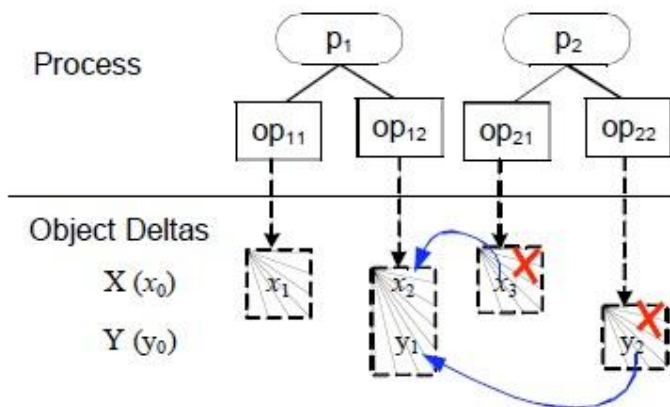 p₁ p₂
Process
op₁₁ op₁₂ op₂₁ op₂₂
Object Deltas
X (x₀) x₁ x₂ x₃
Y (y₀) y₁ y₂